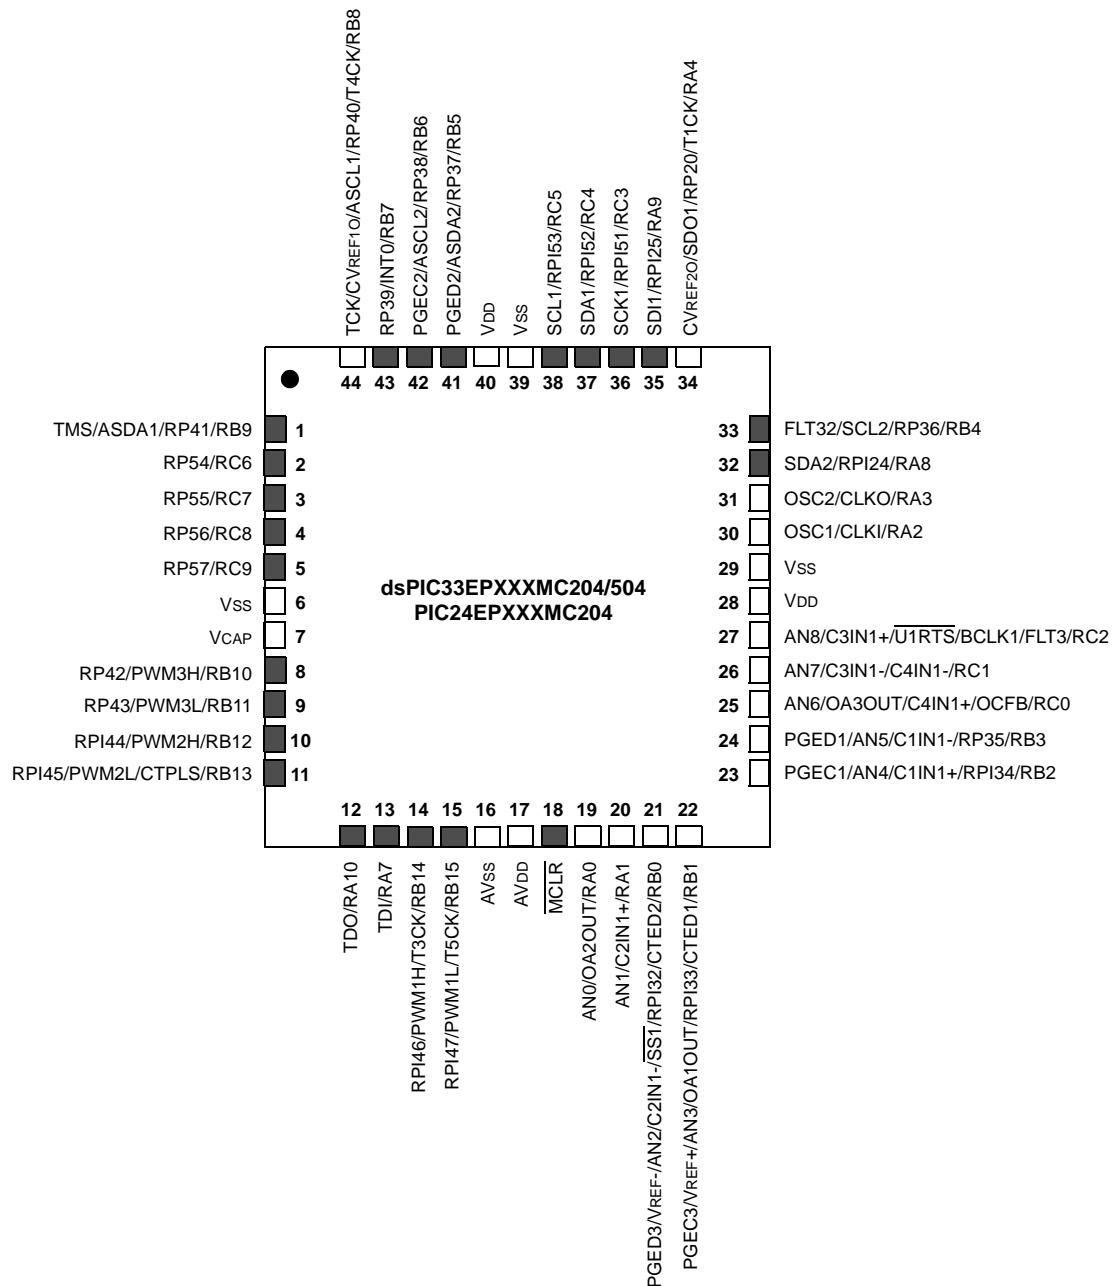 TCK/CVREF1O/ASCL1/RP40/T4CK/RB8
RP39/INT0/RB7
PGEC2/ASCL2/RP38/RB6
PGED2/ASDA2/RP37/RB5
VDD
VSS
SCL1/RPI53/RC5
SDA1/RPI52/RC4
SCK1/RPI51/RC3
SDI1/RPI25/RA9
CVREF2O/SDO1/RP20/T1CK/RA4
44 43 42 41 40 39 38 37 36 35 34
TMS/ASDA1/RP41/RB9 1
RP54/RC6 2
RP55/RC7 3
RP56/RC8 4
RP57/RC9 5
VSS 6
VCAP 7
RP42/PWM3H/RB10 8
RP43/PWM3L/RB11 9
RPI44/PWM2H/RB12 10
RPI45/PWM2L/CTPLS/RB13 11
dsPIC33EPXXXMC204/504
PIC24EPXXXMC204
33 FLT32/SCL2/RP36/RB4
32 SDA2/RPI24/RA8
31 OSC2/CLKO/RA3
30 OSC1/CLKI/RA2
29 VSS
28 VDD
27 AN8/C3IN1+/U1RTS/BCLK1/FLT3/RC2
26 AN7/C3IN1-/C4IN1-/RC1
25 AN6/OA3OUT/C4IN1+/OCFB/RC0
24 PGED1/AN5/C1IN1-/RP35/RB3
23 PGEC1/AN4/C1IN1+/RPI34/RB2
12 13 14 15 16 17 18 19 20 21 22
TDO/RA10
TDI/RA7
RPI46/PWM1H/T3CK/RB14
RPI47/PWM1L/T5CK/RB15
AVSS
AVDD
MCLR
AN0/OA2OUT/RA0
AN1/C2IN1+/RA1
PGED3/VREF-/AN2/C2IN1-/SS1/RPI32/CTED2/RB0
PGEC3/VREF+/AN3/OA1OUT/RPI33/CTED1/RB1